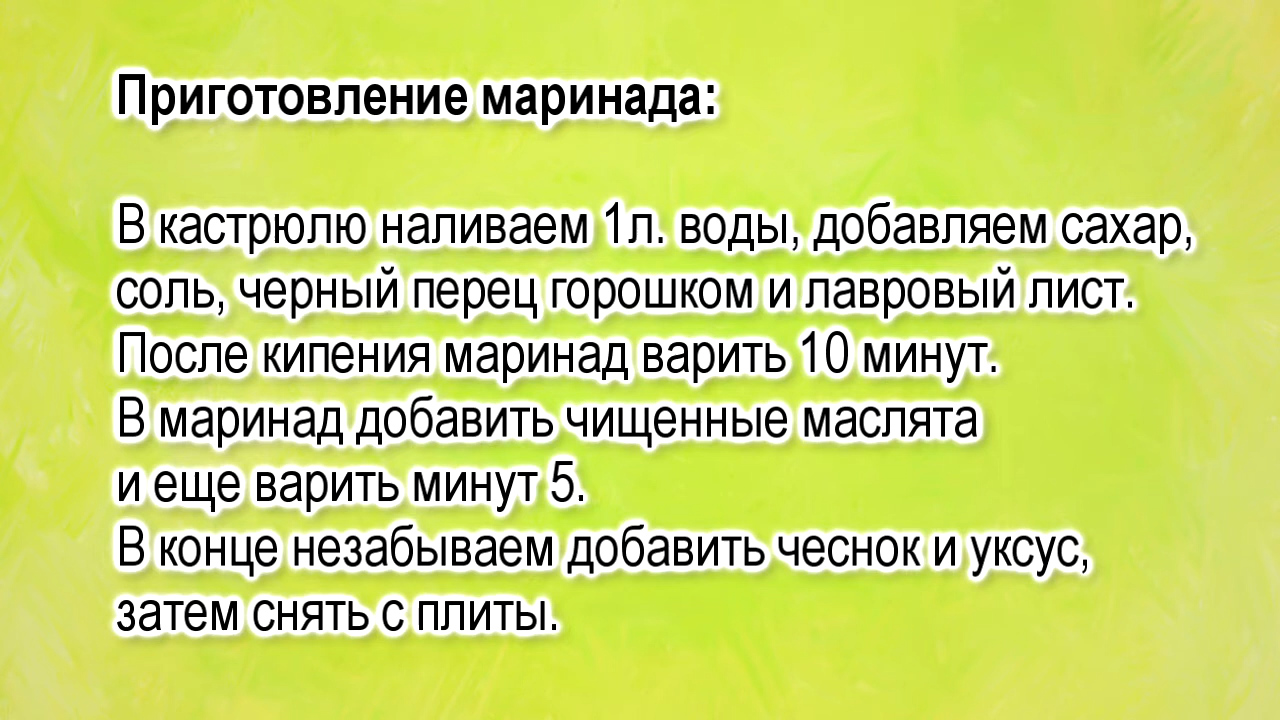 Приготовление маринада:
В кастрюлю наливаем 1л. воды, добавляем сахар,
соль, черный перец горошком и лавровый лист.
После кипения маринад варить 10 минут.
В маринад добавить чищенные маслята
и еще варить минут 5.
В конце незабываем добавить чеснок и уксус,
затем снять с плиты.